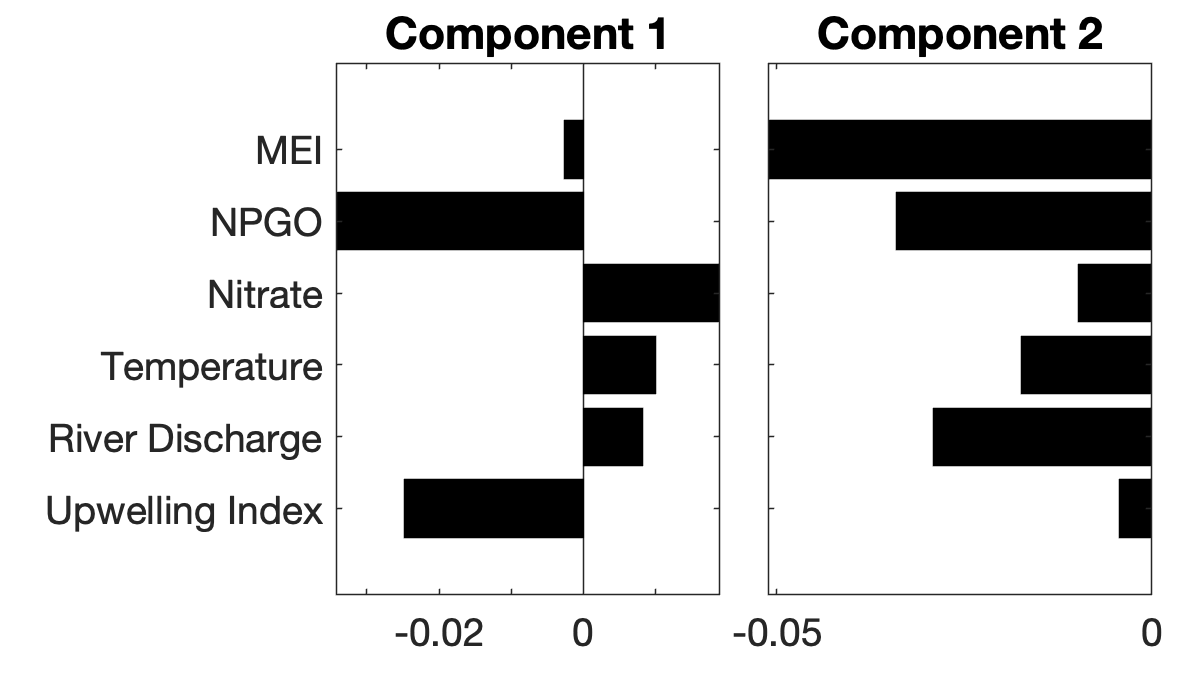 Component 1
Component 2
MEI
NPGO
Nitrate
Temperature
River Discharge
Upwelling Index
-0.02
0
-0.05
0